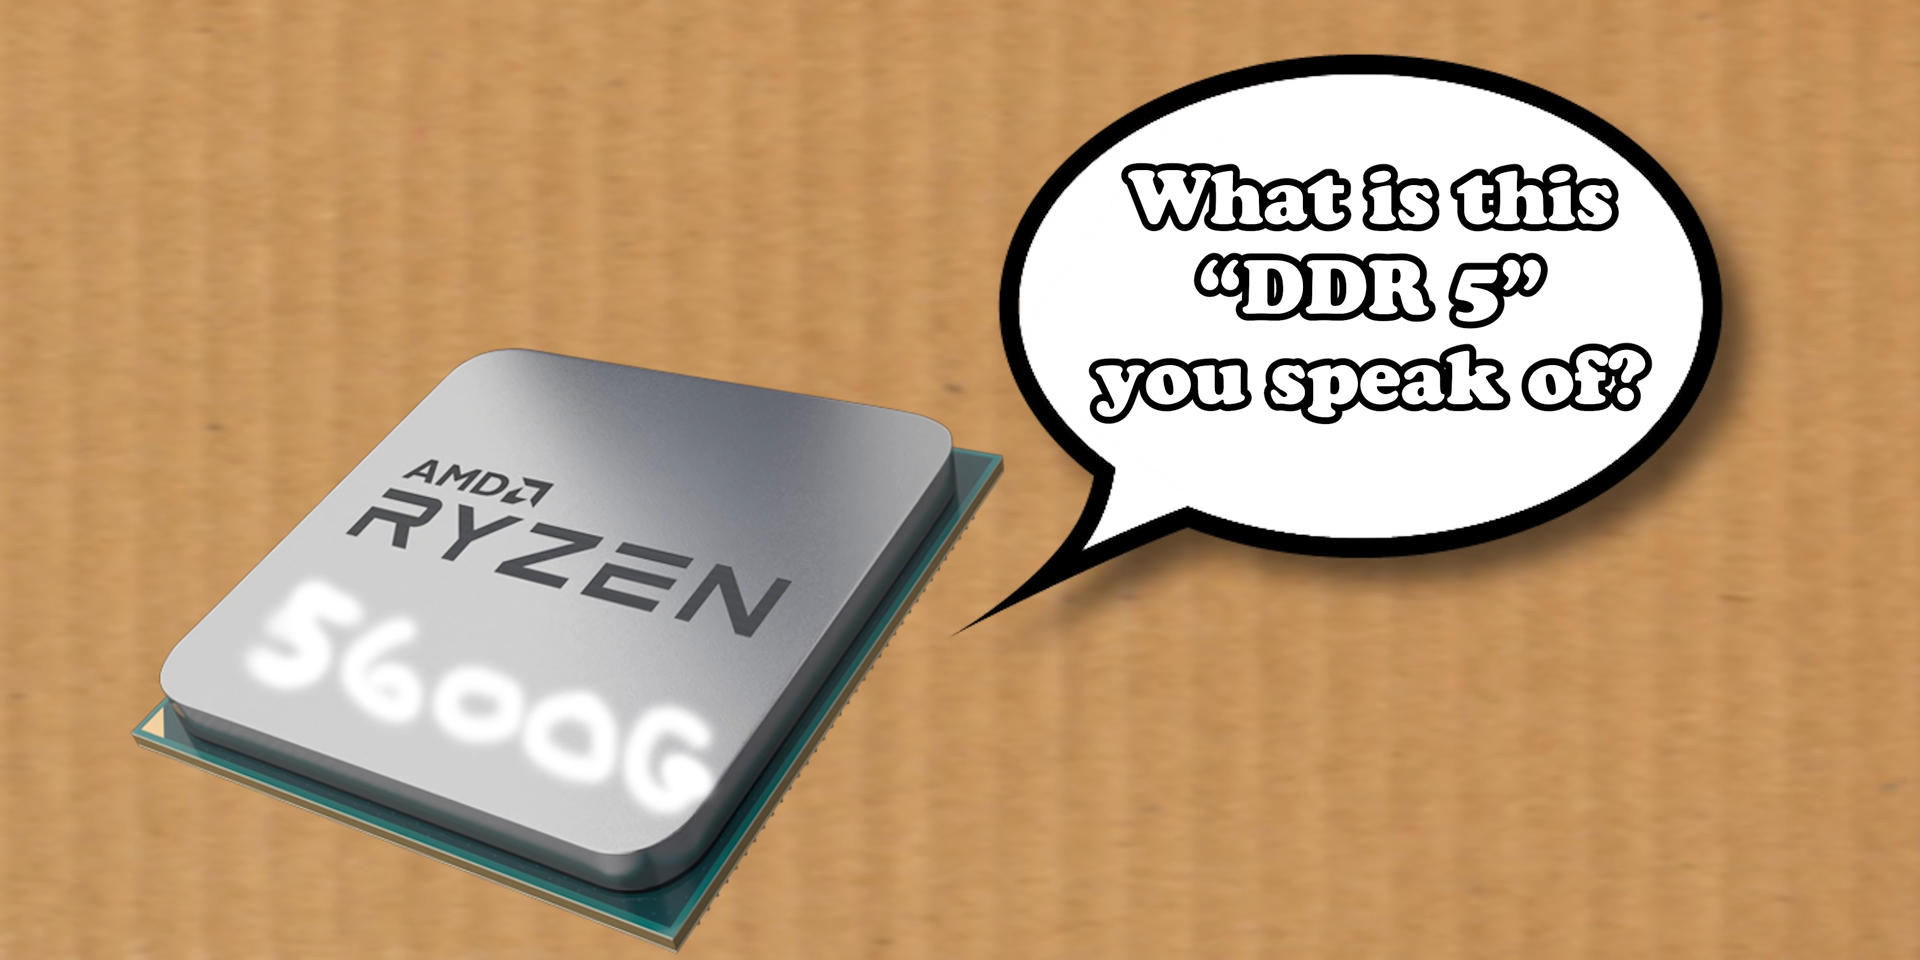 What is this
“DDR 5”
you speak of?
AMD
RYZEN
5600G